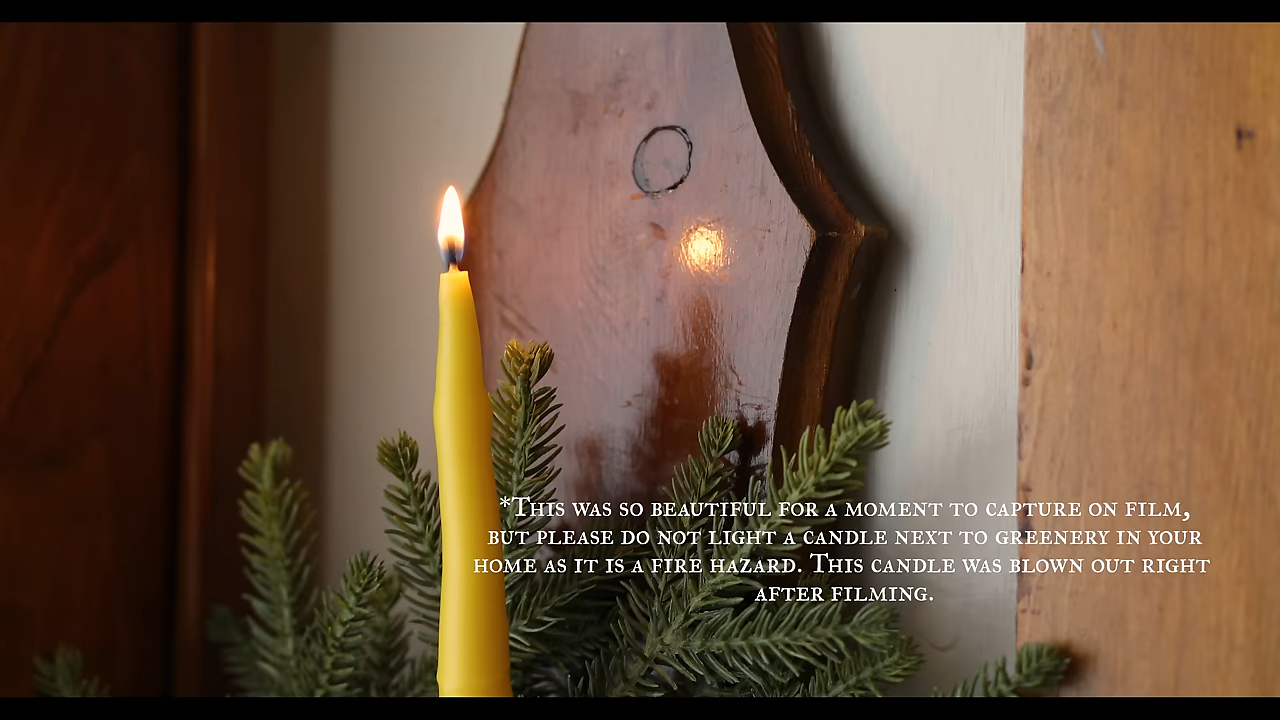 *This was so beautiful for a moment to capture on film,
but please do not light a candle next to greenery in your
home as it is a fire hazard. This candle was blown out right
after filming.